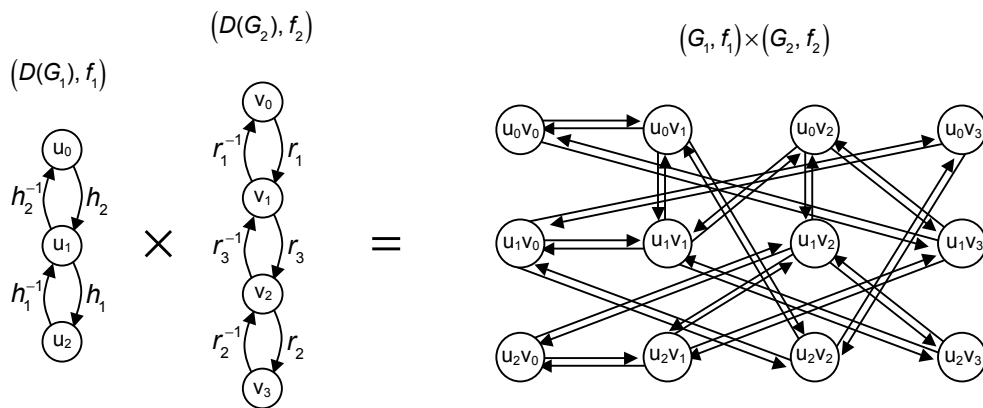 (D(G₁), f₁)
(D(G₂), f₂)
(G₁, f₁)×(G₂, f₂)
u₀
h₂⁻¹ h₂
u₁
h₁⁻¹ h₁
u₂
×
v₀
r₁⁻¹ r₁
v₁
r₃⁻¹ r₃
v₂
r₂⁻¹ r₂
v₃
=
u₀v₀ u₀v₁ u₀v₂ u₀v₃
u₁v₀ u₁v₁ u₁v₂ u₁v₃
u₂v₀ u₂v₁ u₂v₂ u₂v₃